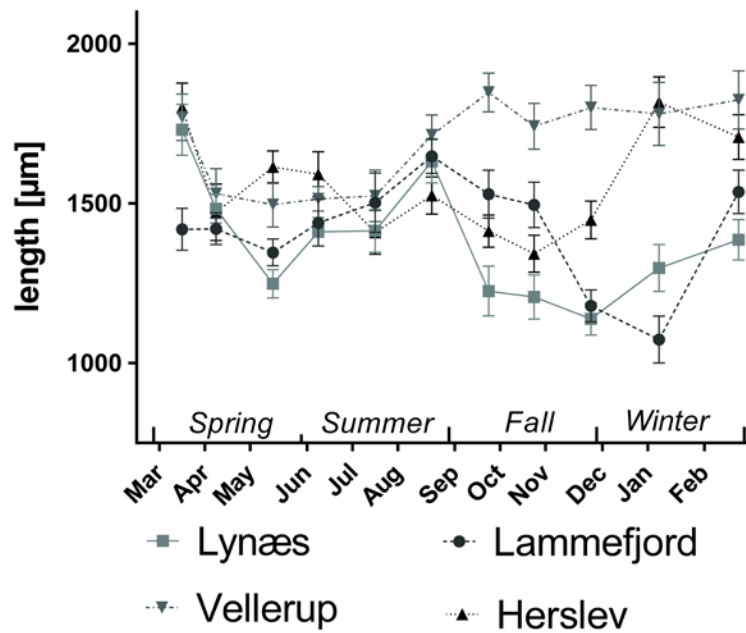 2000
1500
1000
length [µm]
Spring Summer Fall Winter
Mar Apr May Jun Jul Aug Sep Oct Nov Dec Jan Feb
Lynæs Lammefjord
Vellerup Herslev